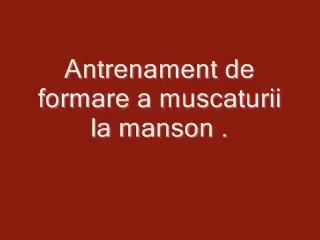 Antrenament de
formare a muscaturii
la manson .